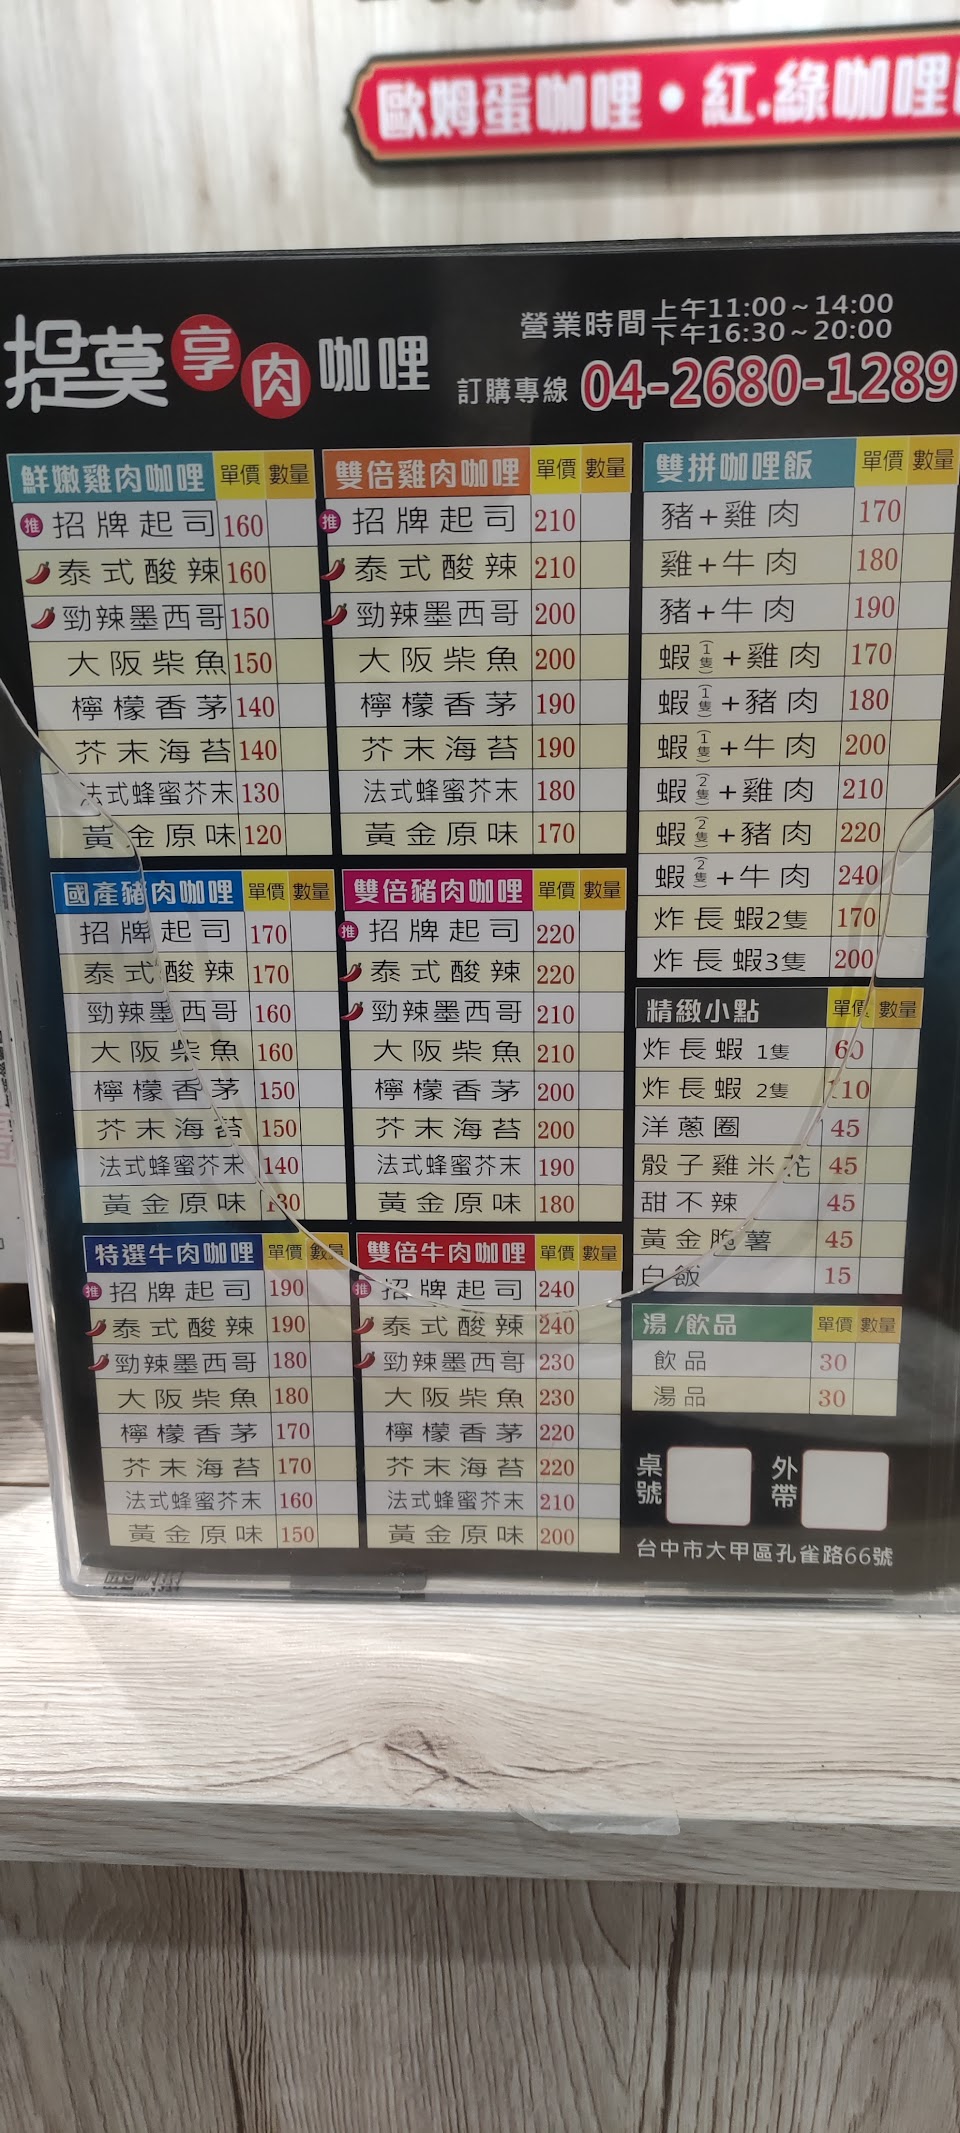 歐姆蛋咖哩•紅.綠咖哩
提莫享肉咖哩
營業時間 上午11:00~14:00
下午16:30~20:00
訂購專線 04-2680-1289
鮮嫩雞肉咖哩 單價 數量
推 招牌起司 160
泰式酸辣 160
勁辣墨西哥 150
大阪柴魚 150
檸檬香茅 140
芥末海苔 140
法式蜂蜜芥末 130
黃金原味 120
國產豬肉咖哩 單價 數量
招牌起司 170
泰式酸辣 170
勁辣墨西哥 160
大阪柴魚 160
檸檬香茅 150
芥末海苔 150
法式蜂蜜芥末 140
黃金原味 130
特選牛肉咖哩 單價 數量
推 招牌起司 190
泰式酸辣 190
勁辣墨西哥 180
大阪柴魚 180
檸檬香茅 170
芥末海苔 170
法式蜂蜜芥末 160
黃金原味 150
雙倍雞肉咖哩 單價 數量
推 招牌起司 210
泰式酸辣 210
勁辣墨西哥 200
大阪柴魚 200
檸檬香茅 190
芥末海苔 190
法式蜂蜜芥末 180
黃金原味 170
雙倍豬肉咖哩 單價 數量
推 招牌起司 220
泰式酸辣 220
勁辣墨西哥 210
大阪柴魚 210
檸檬香茅 200
芥末海苔 200
法式蜂蜜芥末 190
黃金原味 180
雙倍牛肉咖哩 單價 數量
推 招牌起司 240
泰式酸辣 240
勁辣墨西哥 230
大阪柴魚 230
檸檬香茅 220
芥末海苔 220
法式蜂蜜芥末 210
黃金原味 200
雙拼咖哩飯 單價 數量
豬+雞肉 170
雞+牛肉 180
豬+牛肉 190
蝦(1隻)+雞肉 170
蝦(1隻)+豬肉 180
蝦(1隻)+牛肉 200
蝦(2隻)+雞肉 210
蝦(2隻)+豬肉 220
蝦(2隻)+牛肉 240
炸長蝦2隻 170
炸長蝦3隻 200
精緻小點 單價 數量
炸長蝦 1隻 60
炸長蝦 2隻 110
洋蔥圈 45
骰子雞米花 45
甜不辣 45
黃金脆薯 45
白飯 15
湯/飲品 單價 數量
飲品 30
湯品 30
桌號 外帶
台中市大甲區孔雀路66號